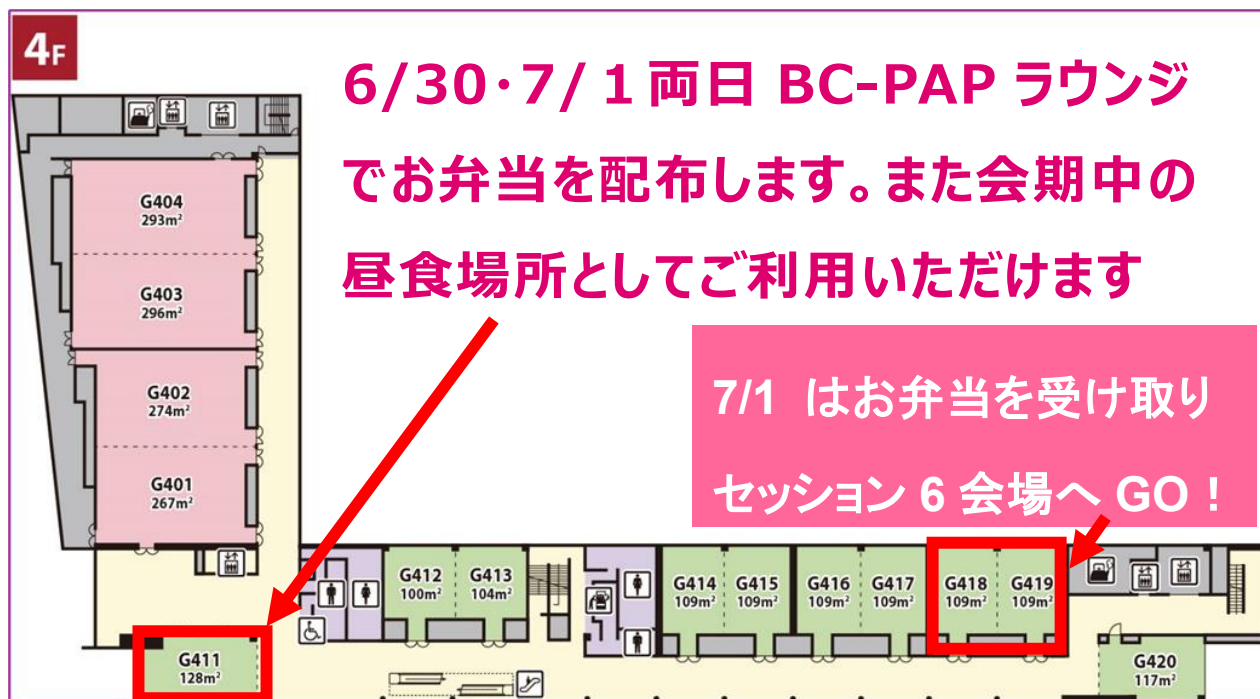 4F
6/30・7/１両日 BC-PAP ラウンジ
でお弁当を配布します。また会期中の
昼食場所としてご利用いただけます
7/1 はお弁当を受け取り
セッション 6 会場へ GO！
G404
293m²
G403
296m²
G402
274m²
G401
267m²
G412
100m²
G413
104m²
G414
109m²
G415
109m²
G416
109m²
G417
109m²
G418
109m²
G419
109m²
G411
128m²
G420
117m²